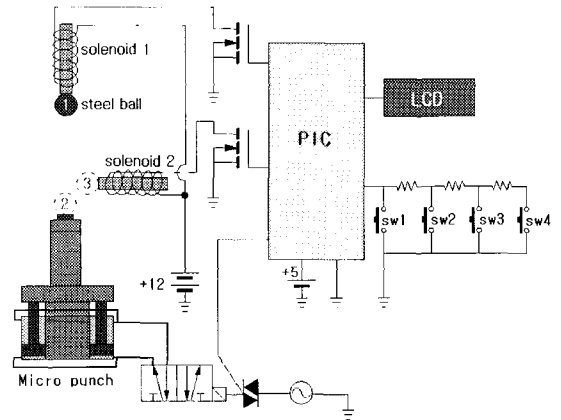 solenoid 1
1 steel ball
LCD
PIC
solenoid 2
3
2
sw1 sw2 sw3 sw4
+12
+5
Micro punch